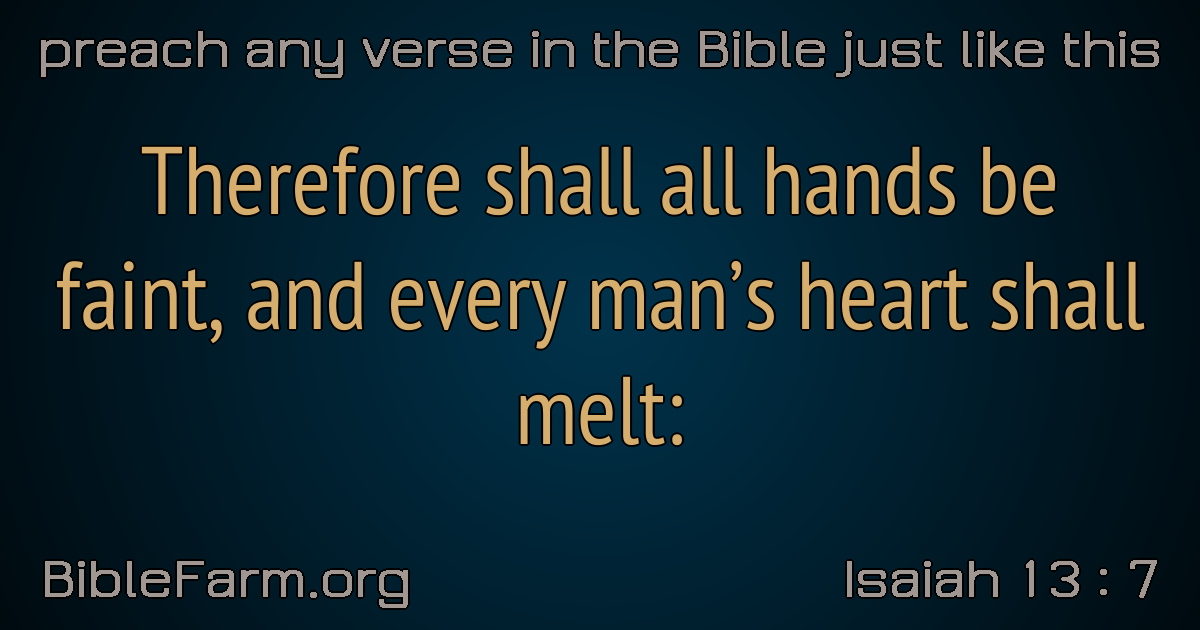 preach any verse in the Bible just like this
Therefore shall all hands be
faint, and every man’s heart shall
melt:
BibleFarm.org
Isaiah 13 : 7